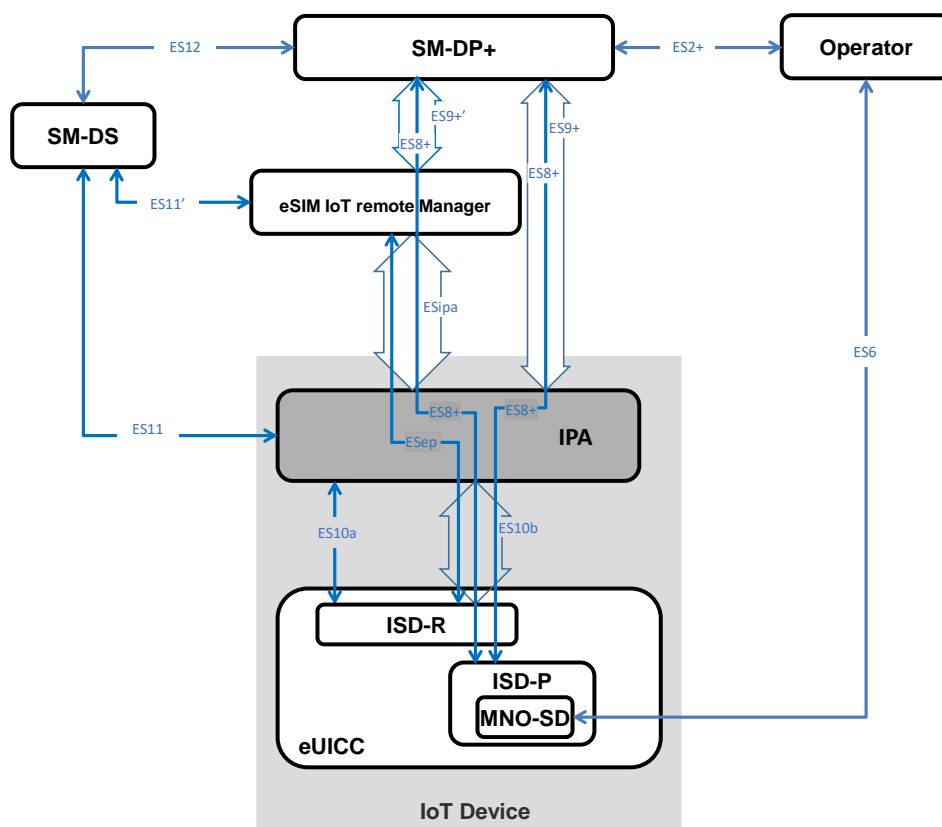 ES12
SM-DP+
ES2+
Operator
ES9+'
ES9+
SM-DS
ES8+
ES8+
ES11'
eSIM IoT remote Manager
ESipa
ES6
ES8+
ES8+
ES11
ESep
IPA
ES10a
ES10b
ISD-R
ISD-P
MNO-SD
eUICC
IoT Device